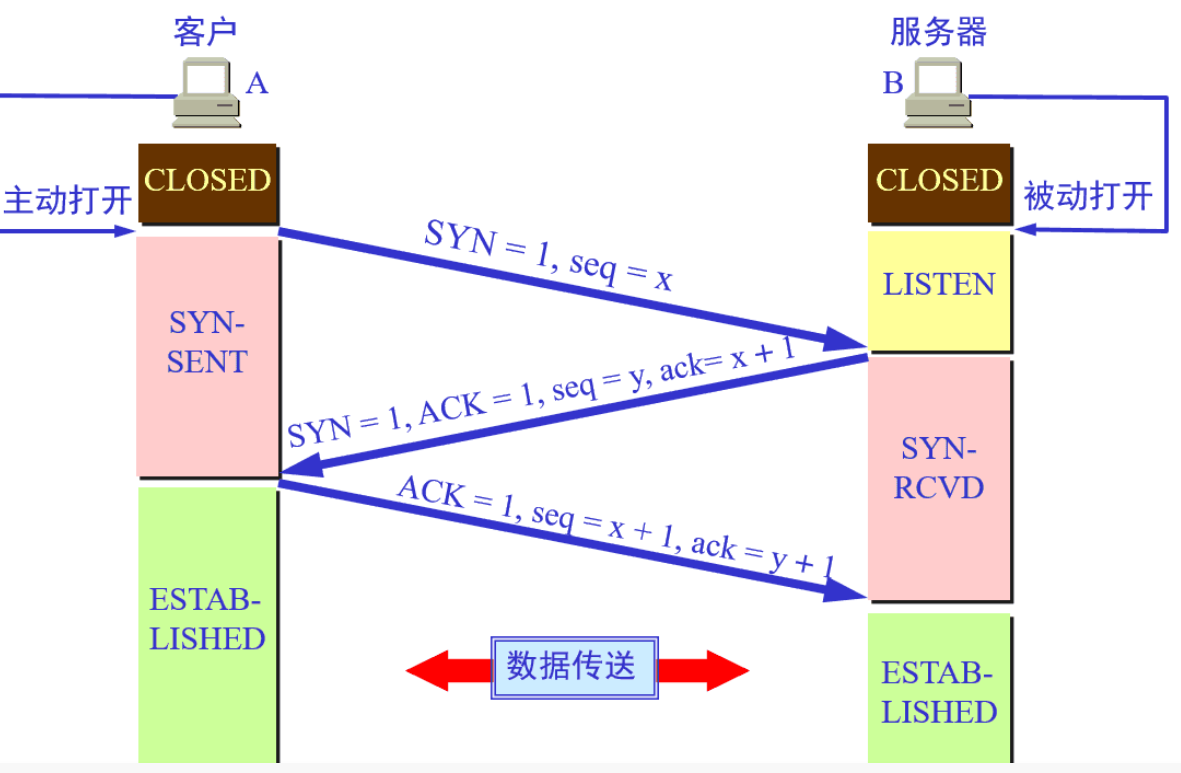 客户
服务器
A
B
CLOSED
CLOSED
主动打开
被动打开
SYN = 1, seq = x
LISTEN
SYN-
SENT
SYN = 1, ACK = 1, seq = y, ack= x + 1
SYN-
RCVD
ACK = 1, seq = x + 1, ack = y + 1
ESTAB-
LISHED
数据传送
ESTAB-
LISHED